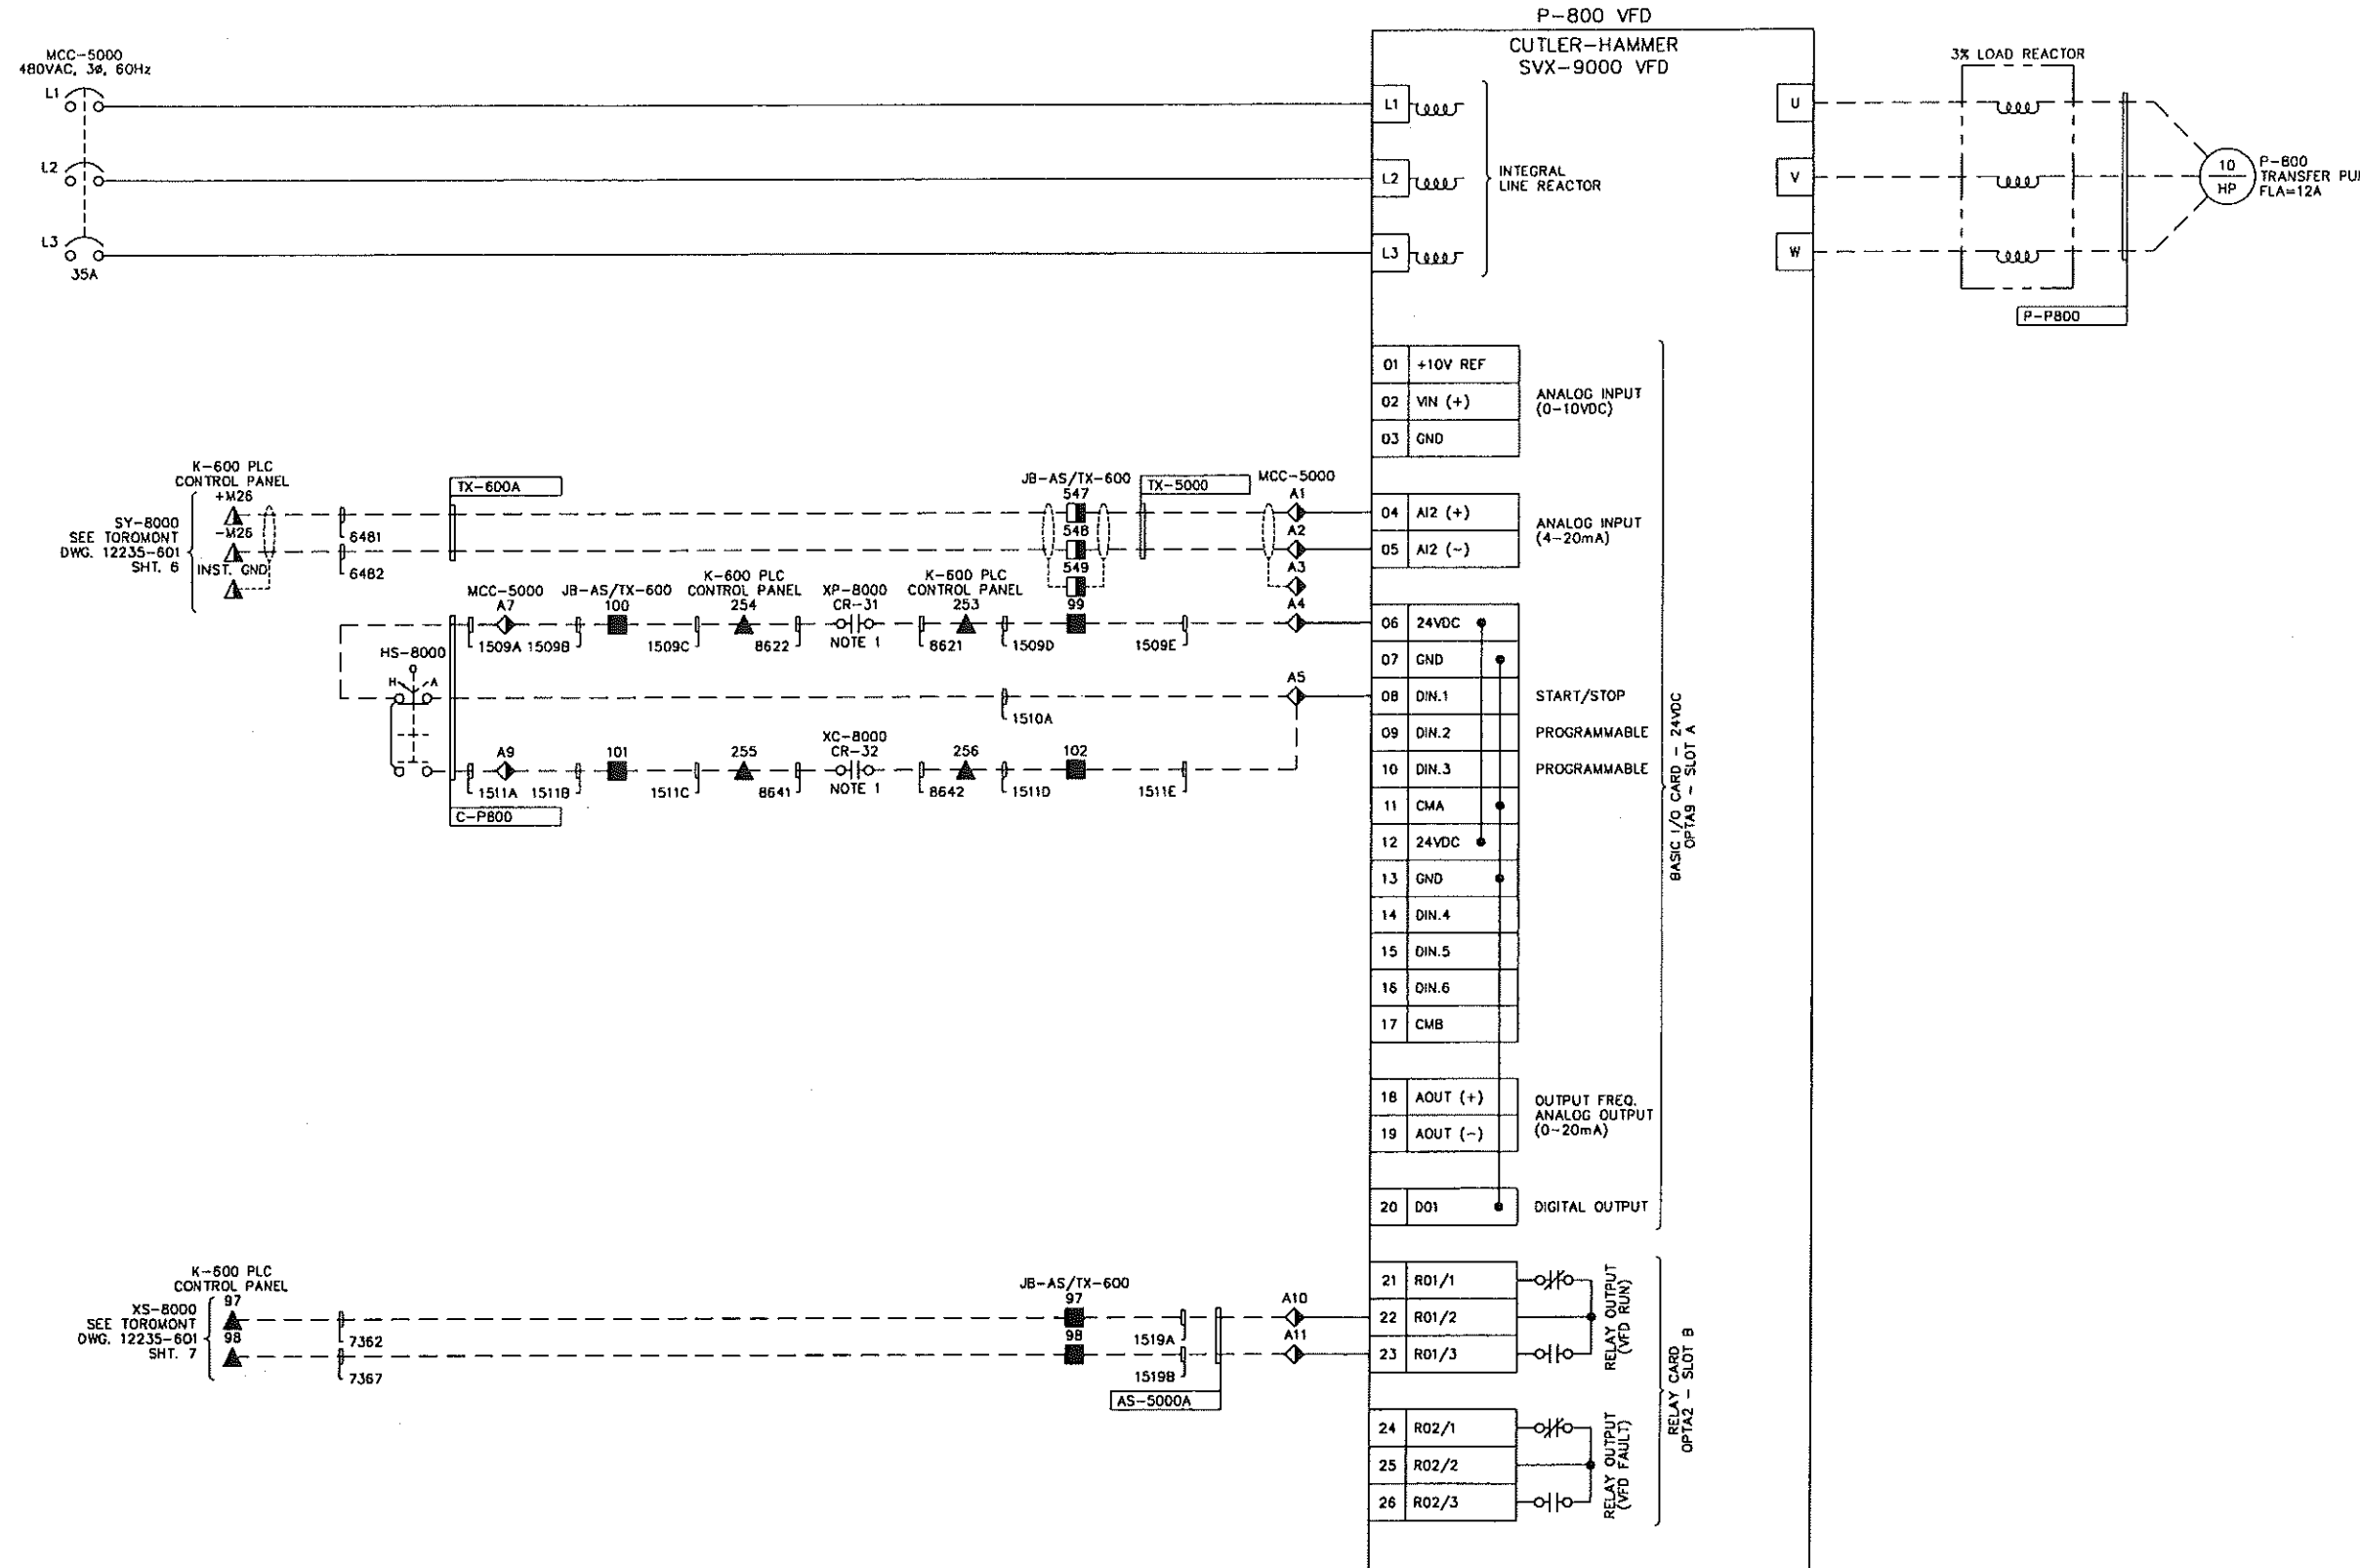 P-800 VFD
CUTLER-HAMMER
SVX-9000 VFD
MCC-5000
480VAC, 3ø, 60Hz
L1
L2
L3
35A
L1
L2
L3
INTEGRAL
LINE REACTOR
U
V
W
3% LOAD REACTOR
10
HP
P-800
TRANSFER PU
FLA=12A
P-P800
01 +10V REF
02 VIN (+)
03 GND
ANALOG INPUT
(0-10VDC)
K-600 PLC
CONTROL PANEL
+M26
-M26
INST. GND
SY-8000
SEE TOROMONT
DWG. 12235-601
SHT. 6
6481
6482
TX-600A
JB-AS/TX-600
547
548
549
TX-5000
MCC-5000
A1
A2
A3
04 AI2 (+)
05 AI2 (-)
ANALOG INPUT
(4-20mA)
MCC-5000
A7
JB-AS/TX-600
100
K-600 PLC
CONTROL PANEL
254
XP-8000
CR-31
NOTE 1
K-600 PLC
CONTROL PANEL
253
99
A4
1509A
1509B
1509C
8622
8621
1509D
1509E
HS-8000
H
A
1510A
A5
A9
101
255
XC-8000
CR-32
NOTE 1
256
102
1511A
1511B
1511C
8641
8642
1511D
1511E
C-P800
06 24VDC
07 GND
08 DIN.1 START/STOP
09 DIN.2 PROGRAMMABLE
10 DIN.3 PROGRAMMABLE
11 CMA
12 24VDC
13 GND
14 DIN.4
15 DIN.5
16 DIN.6
17 CMB
18 AOUT (+)
19 AOUT (-)
OUTPUT FREQ.
ANALOG OUTPUT
(0-20mA)
20 DO1 DIGITAL OUTPUT
BASIC I/O CARD - 24VDC
OPTA9 - SLOT A
K-600 PLC
CONTROL PANEL
97
98
XS-8000
SEE TOROMONT
DWG. 12235-601
SHT. 7
7362
7367
JB-AS/TX-600
97
98
1519A
1519B
AS-5000A
A10
A11
21 R01/1
22 R01/2
23 R01/3
RELAY OUTPUT
(VFD RUN)
24 R02/1
25 R02/2
26 R02/3
RELAY OUTPUT
(VFD FAULT)
RELAY CARD
OPTA2 - SLOT B